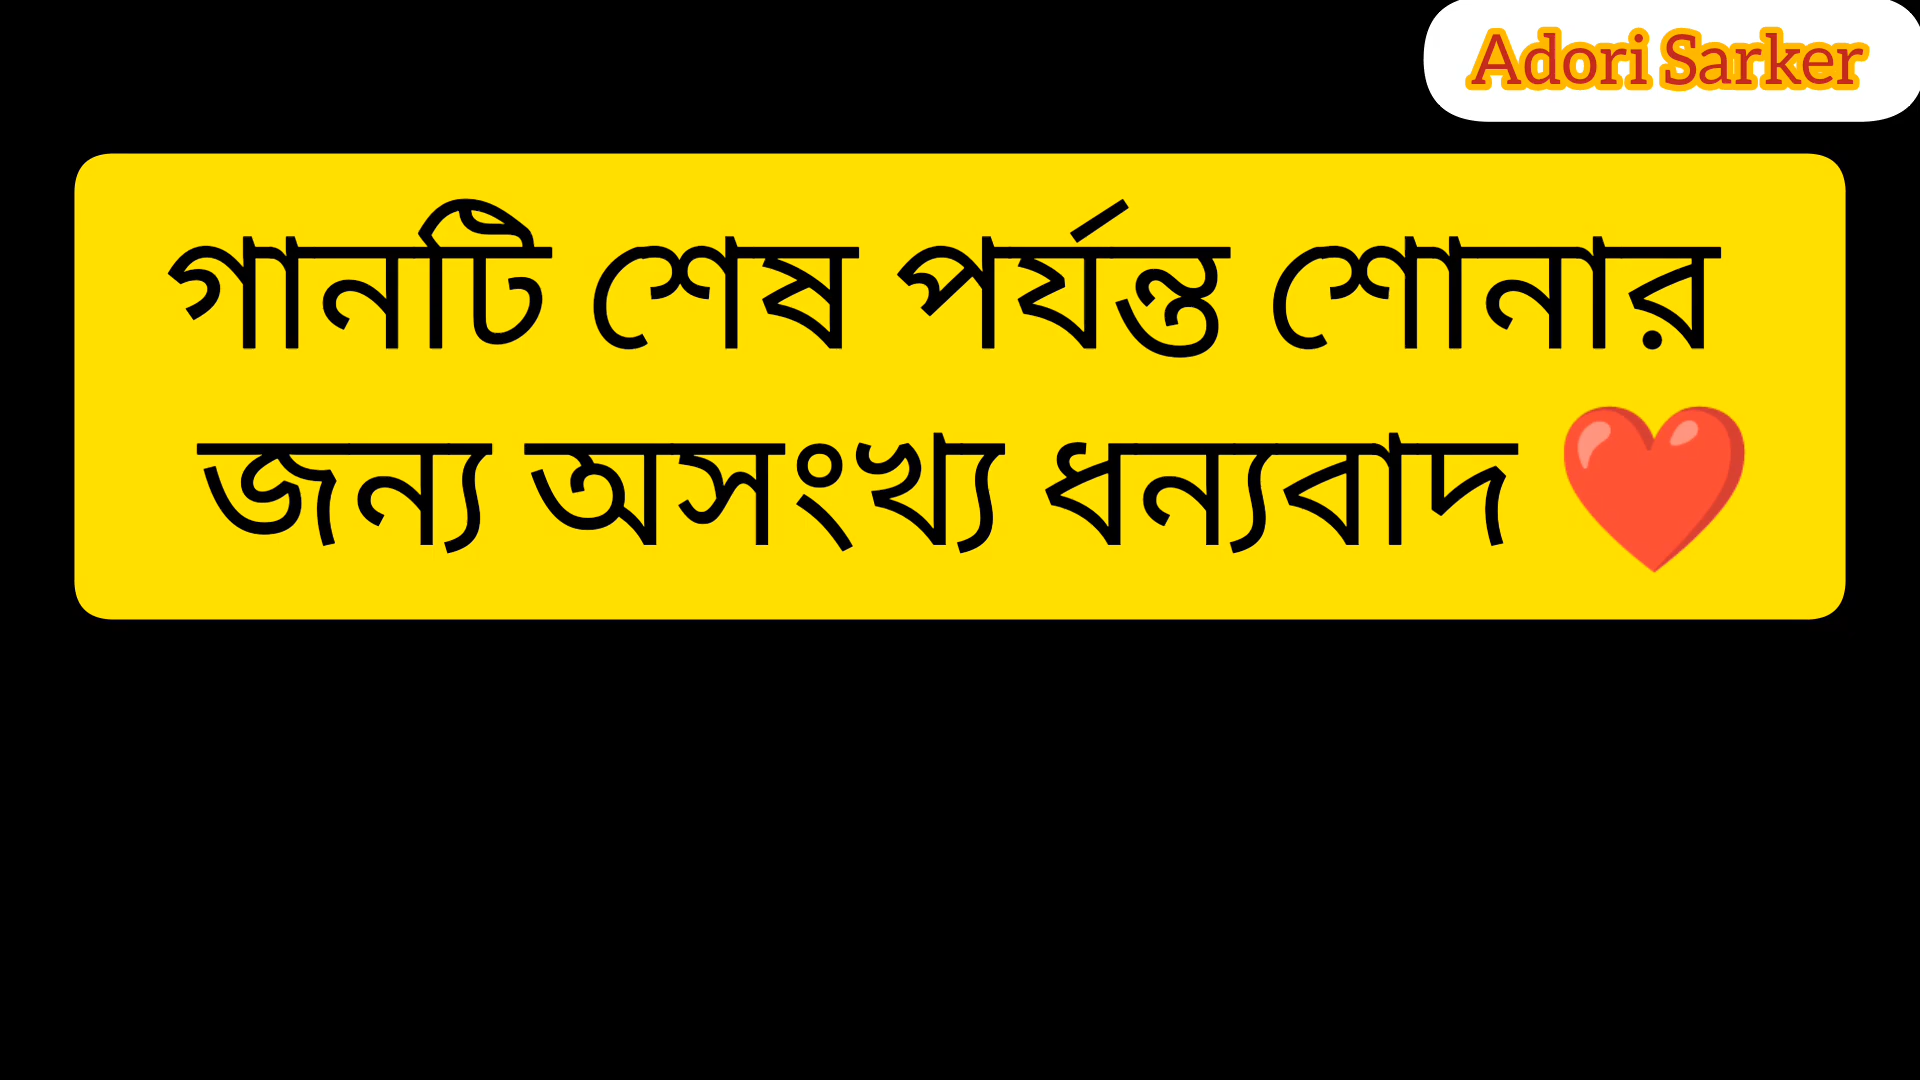 Adori Sarker
গানটি শেষ পর্যন্ত শোনার
জন্য অসংখ্য ধন্যবাদ ❤️